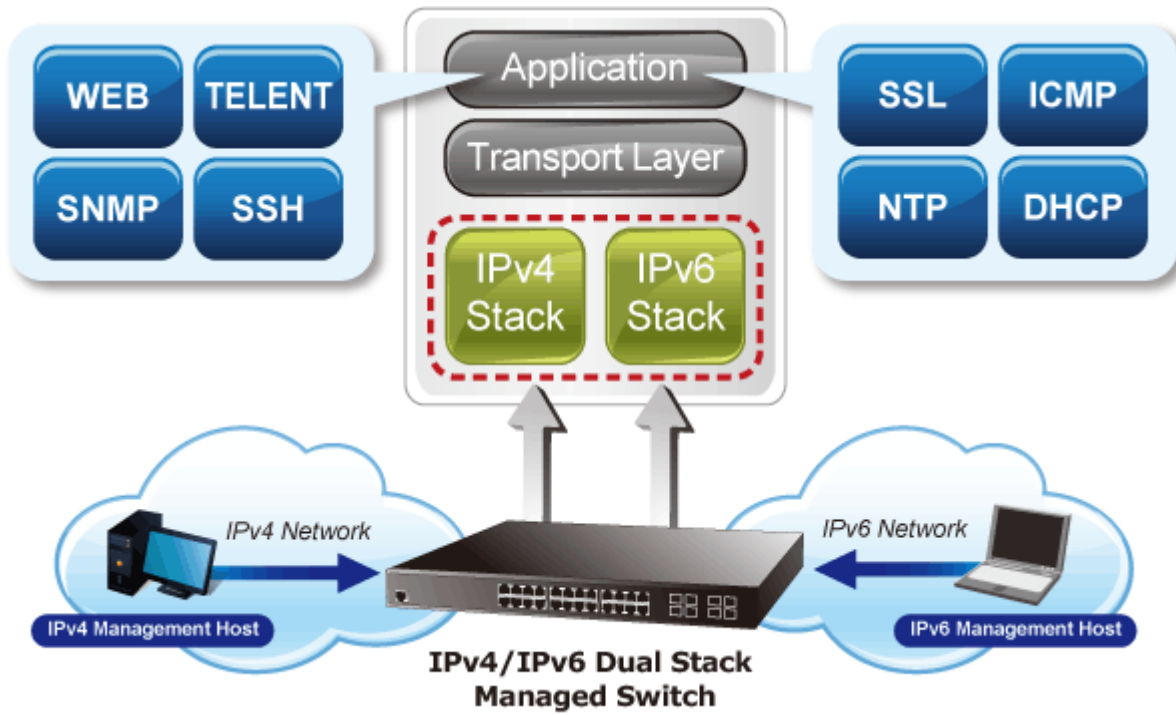 WEB
TELENT
SNMP
SSH
Application
Transport Layer
IPv4
Stack
IPv6
Stack
SSL
ICMP
NTP
DHCP
IPv4 Network
IPv4 Management Host
IPv6 Network
IPv6 Management Host
IPv4/IPv6 Dual Stack
Managed Switch